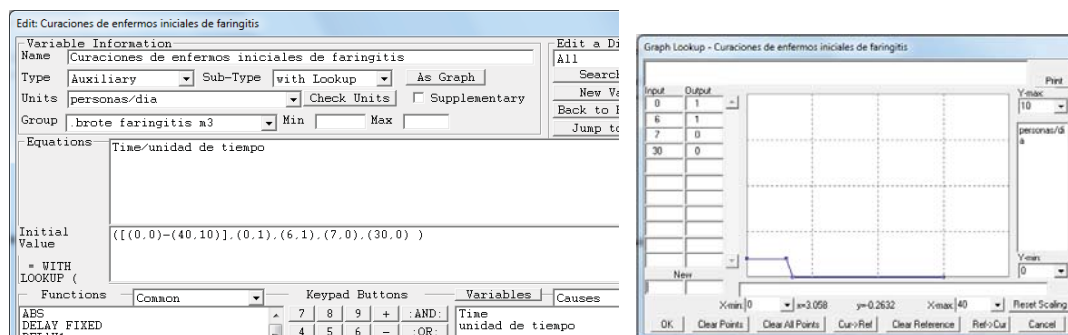 Edit: Curaciones de enfermos iniciales de faringitis
Variable Information
Edit a Di
Name Curaciones de enfermos iniciales de faringitis
All
Type Auxiliary Sub-Type with Lookup As Graph
Search
Units personas/dia Check Units Supplementary
New Va
Back to
Group .brote faringitis m3 Min Max
Jump to
Equations Time/unidad de tiempo
Initial Value ([(0,0)-(40,10)],(0,1),(6,1),(7,0),(30,0) )
= WITH LOOKUP (
Functions Common Keypad Buttons Variables Causes
ABS 7 8 9 + :AND: Time
DELAY FIXED 4 5 6 - :OR: unidad de tiempo
Graph Lookup - Curaciones de enfermos iniciales de faringitis
Print
Input Output Y-max:
0 1 10
6 1
7 0 personas/dia
30 0
Y-min:
New 0
X-min: 0 x=3.058 y=0.2632 X-max: 40 Reset Scaling
OK Clear Points Clear All Points Cur->Ref Clear Reference Ref->Cur Cancel